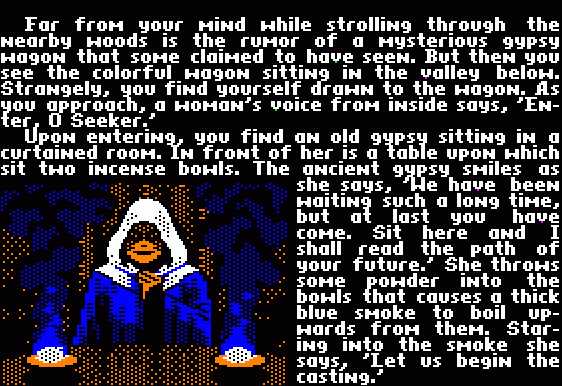 Far from your mind while strolling through the
nearby woods is the rumor of a mysterious gypsy
wagon that some claimed to have seen. But then you
see the colorful wagon sitting in the valley below.
Strangely, you find yourself drawn to the wagon. As
you approach, a woman's voice from inside says, 'En-
ter, O Seeker.'
Upon entering, you find an old gypsy sitting in a
curtained room. In front of her is a table upon which
sit two incense bowls. The ancient gypsy smiles as
she says, 'We have been
waiting such a long time,
but at last you have
come. Sit here and I
shall read the path of
your future.' She throws
some powder into the
bowls that causes a thick
blue smoke to boil up-
wards from them. Star-
ing into the smoke she
says, 'Let us begin the
casting.'